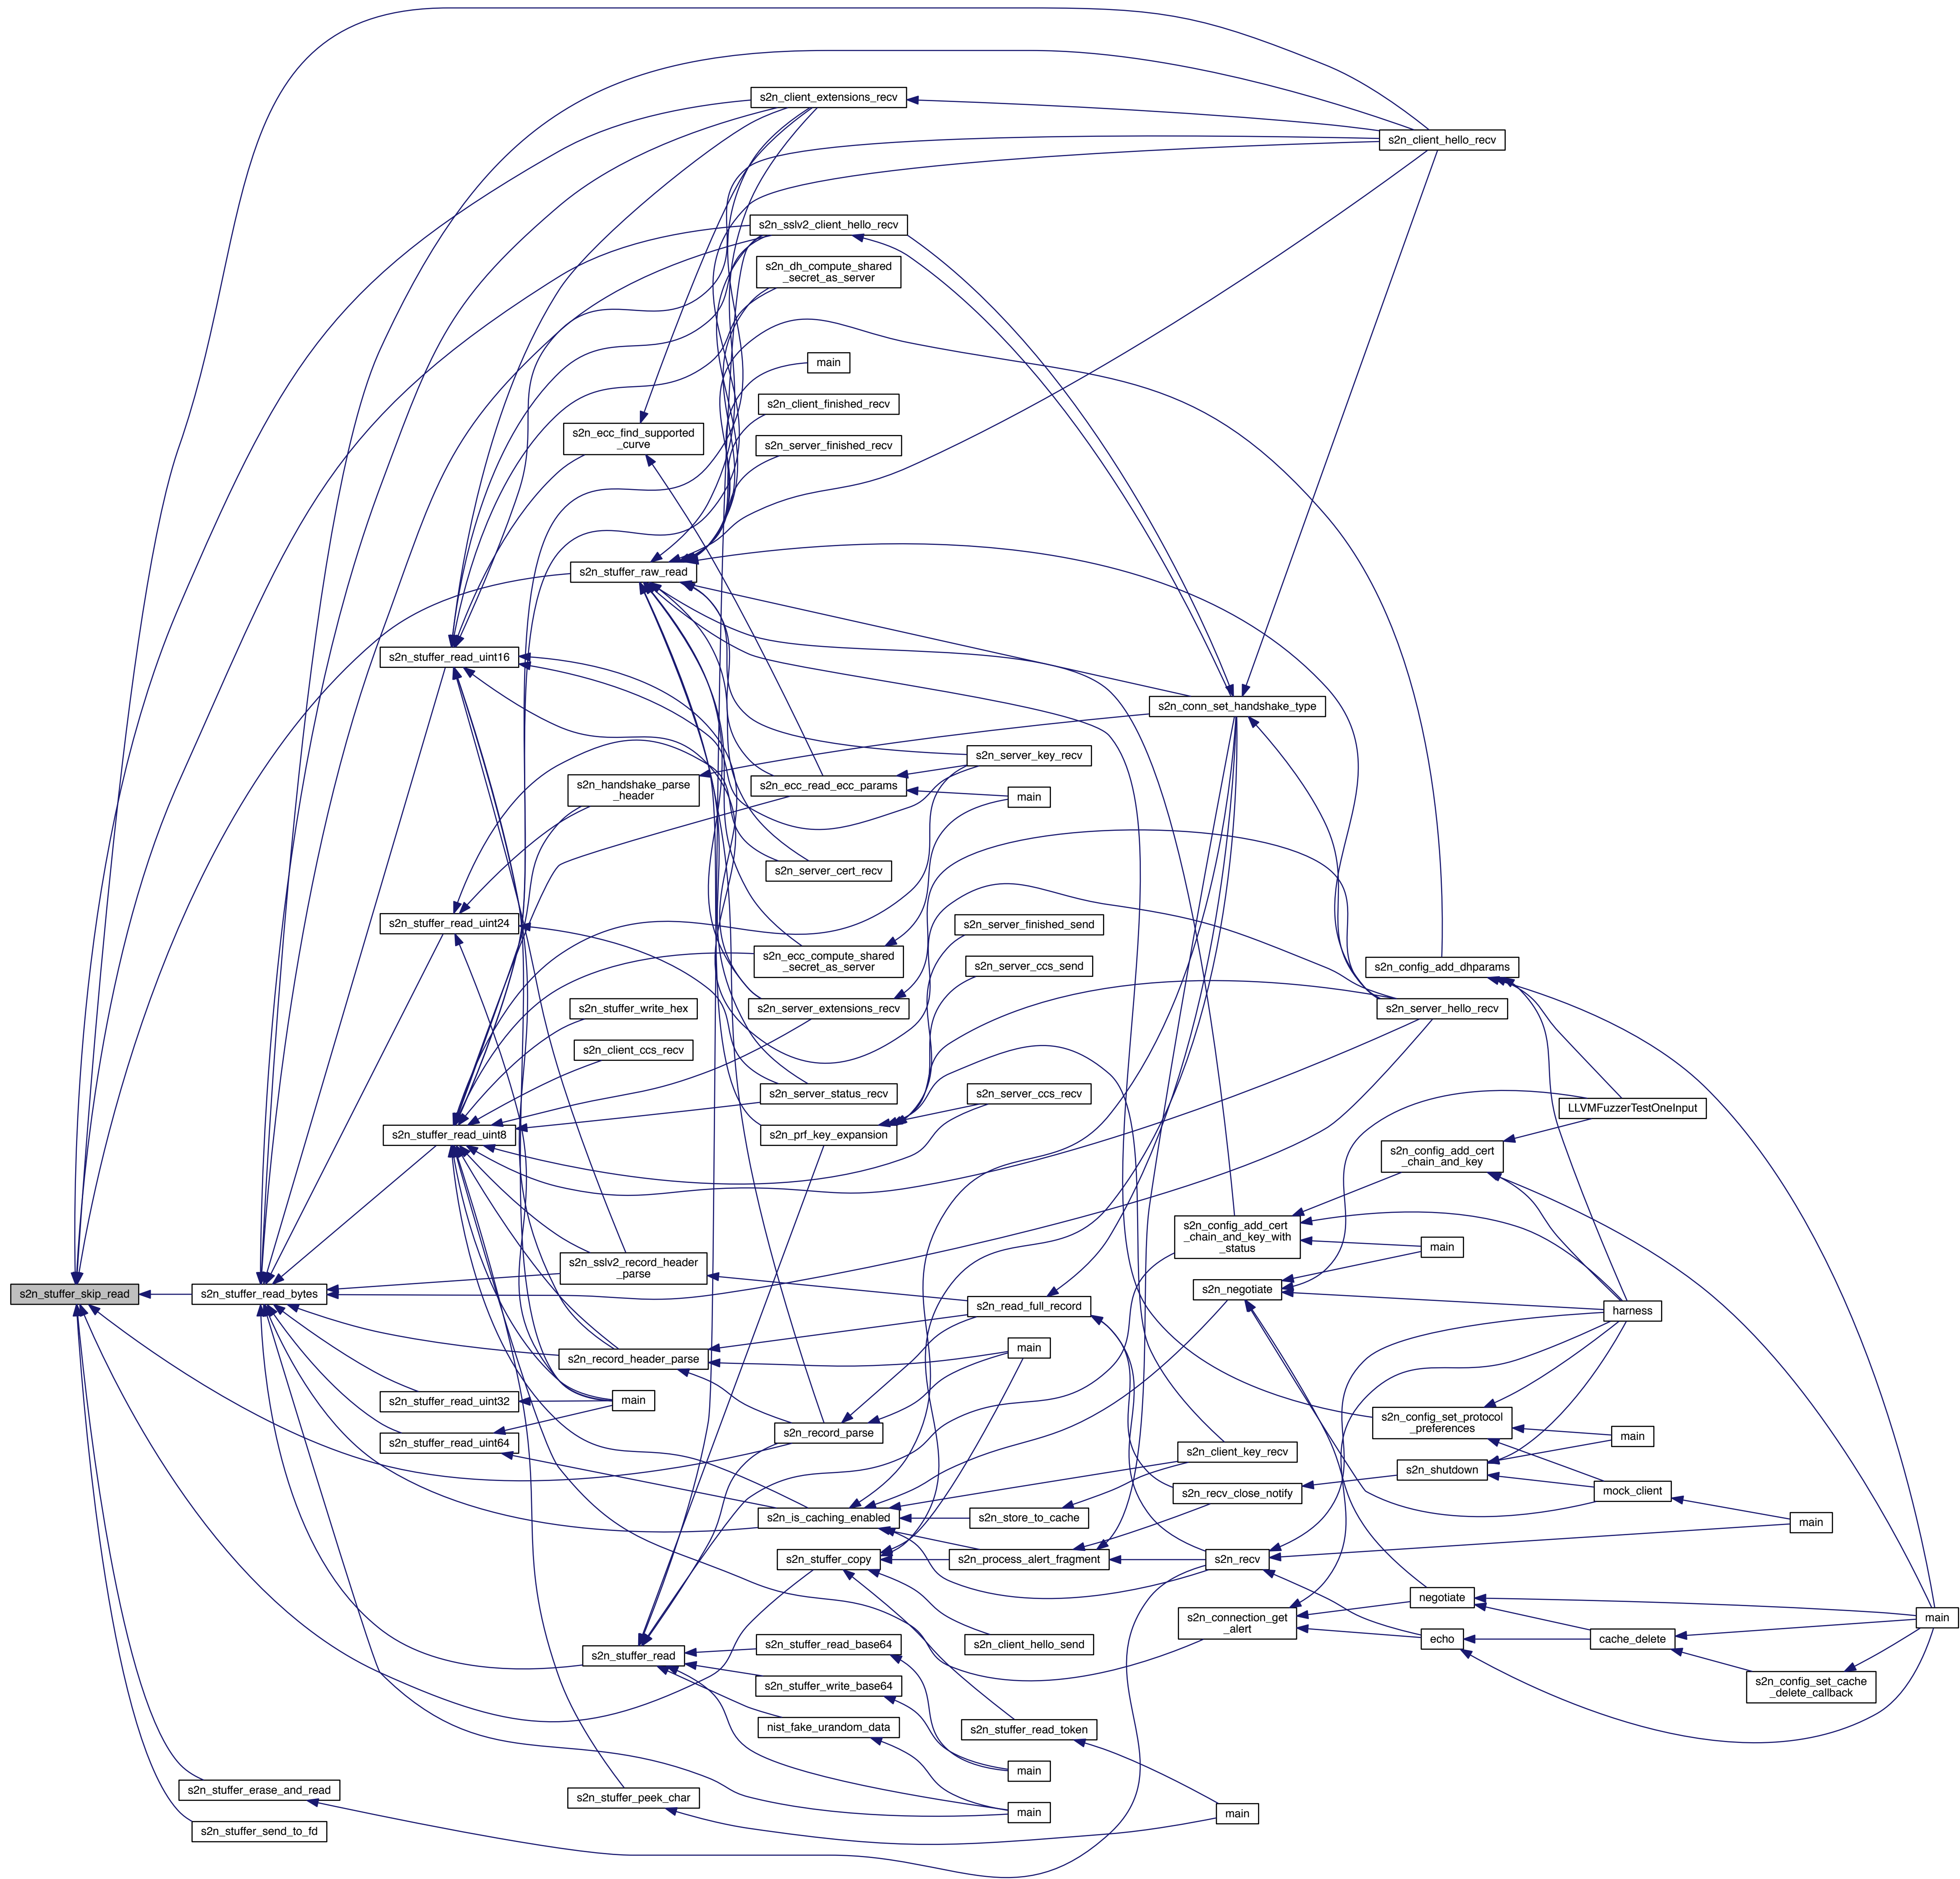 s2n_client_extensions_recv
s2n_client_hello_recv
s2n_sslv2_client_hello_recv
s2n_dh_compute_shared
_secret_as_server
main
s2n_client_finished_recv
s2n_ecc_find_supported
_curve
s2n_server_finished_recv
s2n_stuffer_raw_read
s2n_stuffer_read_uint16
s2n_conn_set_handshake_type
s2n_server_key_recv
s2n_handshake_parse
_header
s2n_ecc_read_ecc_params
main
s2n_server_cert_recv
s2n_stuffer_read_uint24
s2n_server_finished_send
s2n_ecc_compute_shared
_secret_as_server
s2n_server_ccs_send
s2n_config_add_dhparams
s2n_stuffer_write_hex
s2n_server_extensions_recv
s2n_server_hello_recv
s2n_client_ccs_recv
s2n_server_status_recv
s2n_server_ccs_recv
LLVMFuzzerTestOneInput
s2n_stuffer_read_uint8
s2n_prf_key_expansion
s2n_config_add_cert
_chain_and_key
s2n_config_add_cert
_chain_and_key_with
_status
main
s2n_sslv2_record_header
_parse
s2n_negotiate
s2n_stuffer_skip_read
s2n_stuffer_read_bytes
s2n_read_full_record
harness
s2n_record_header_parse
main
s2n_stuffer_read_uint32
main
s2n_config_set_protocol
_preferences
s2n_stuffer_read_uint64
s2n_record_parse
main
s2n_client_key_recv
s2n_shutdown
s2n_recv_close_notify
mock_client
s2n_is_caching_enabled
s2n_store_to_cache
main
s2n_stuffer_copy
s2n_process_alert_fragment
s2n_recv
negotiate
s2n_connection_get
_alert
main
s2n_stuffer_read
s2n_stuffer_read_base64
s2n_client_hello_send
echo
cache_delete
s2n_stuffer_write_base64
s2n_config_set_cache
_delete_callback
nist_fake_urandom_data
s2n_stuffer_read_token
main
s2n_stuffer_erase_and_read
s2n_stuffer_peek_char
main
main
s2n_stuffer_send_to_fd